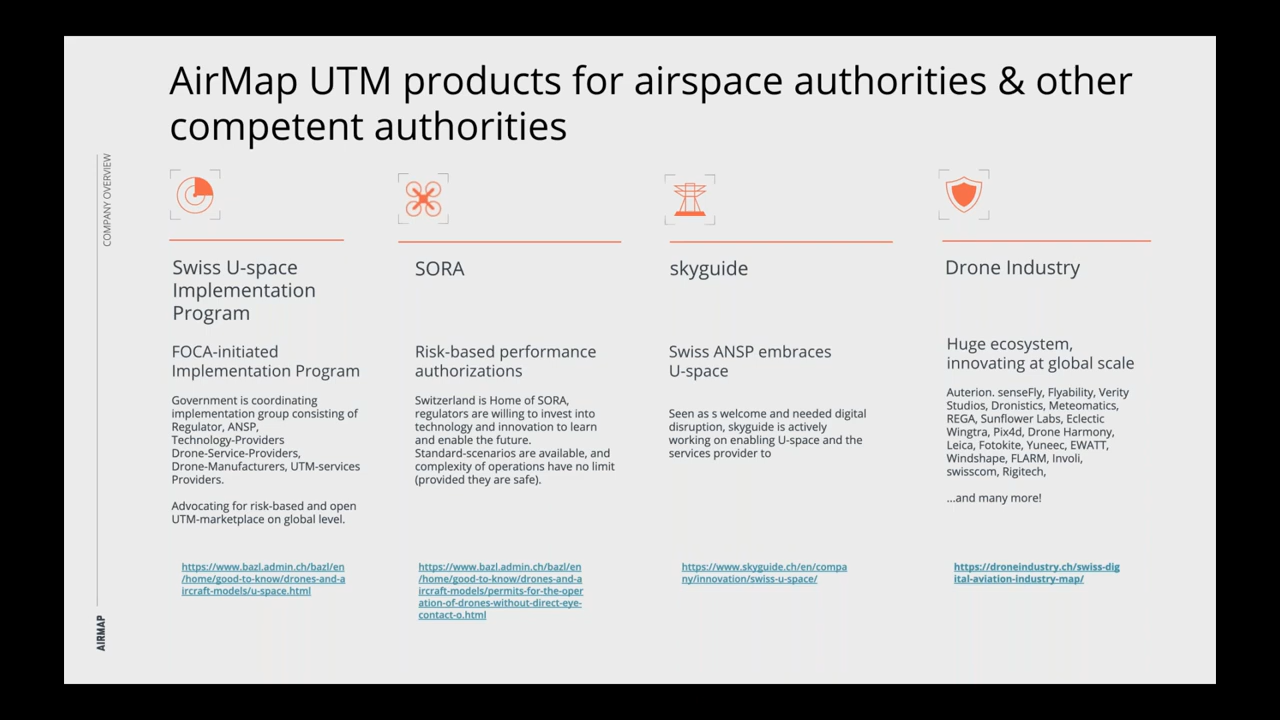 AirMap UTM products for airspace authorities & other
competent authorities
COMPANY OVERVIEW
AIRMAP
Swiss U-space
Implementation
Program
FOCA-initiated
Implementation Program
Government is coordinating
implementation group consisting of
Regulator, ANSP,
Technology-Providers
Drone-Service-Providers,
Drone-Manufacturers, UTM-services
Providers.
Advocating for risk-based and open
UTM-marketplace on global level.
https://www.bazl.admin.ch/bazl/en
/home/good-to-know/drones-and-a
ircraft-models/u-space.html
SORA
Risk-based performance
authorizations
Switzerland is Home of SORA,
regulators are willing to invest into
technology and innovation to learn
and enable the future.
Standard-scenarios are available, and
complexity of operations have no limit
(provided they are safe).
https://www.bazl.admin.ch/bazl/en
/home/good-to-know/drones-and-a
ircraft-models/permits-for-the-oper
ation-of-drones-without-direct-eye-
contact-o.html
skyguide
Swiss ANSP embraces
U-space
Seen as s welcome and needed digital
disruption, skyguide is actively
working on enabling U-space and the
services provider to
https://www.skyguide.ch/en/compa
ny/innovation/swiss-u-space/
Drone Industry
Huge ecosystem,
innovating at global scale
Auterion. senseFly, Flyability, Verity
Studios, Dronistics, Meteomatics,
REGA, Sunflower Labs, Eclectic
Wingtra, Pix4d, Drone Harmony,
Leica, Fotokite, Yuneec, EWATT,
Windshape, FLARM, Involi,
swisscom, Rigitech,
...and many more!
https://droneindustry.ch/swiss-dig
ital-aviation-industry-map/